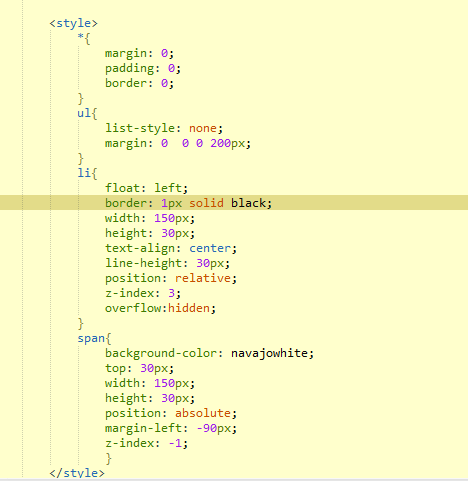 <style>
*{
margin: 0;
padding: 0;
border: 0;
}
ul{
list-style: none;
margin: 0  0 0 200px;
}
li{
float: left;
border: 1px solid black;
width: 150px;
height: 30px;
text-align: center;
line-height: 30px;
position: relative;
z-index: 3;
overflow:hidden;
}
span{
background-color: navajowhite;
top: 30px;
width: 150px;
height: 30px;
position: absolute;
margin-left: -90px;
z-index: -1;
}
</style>